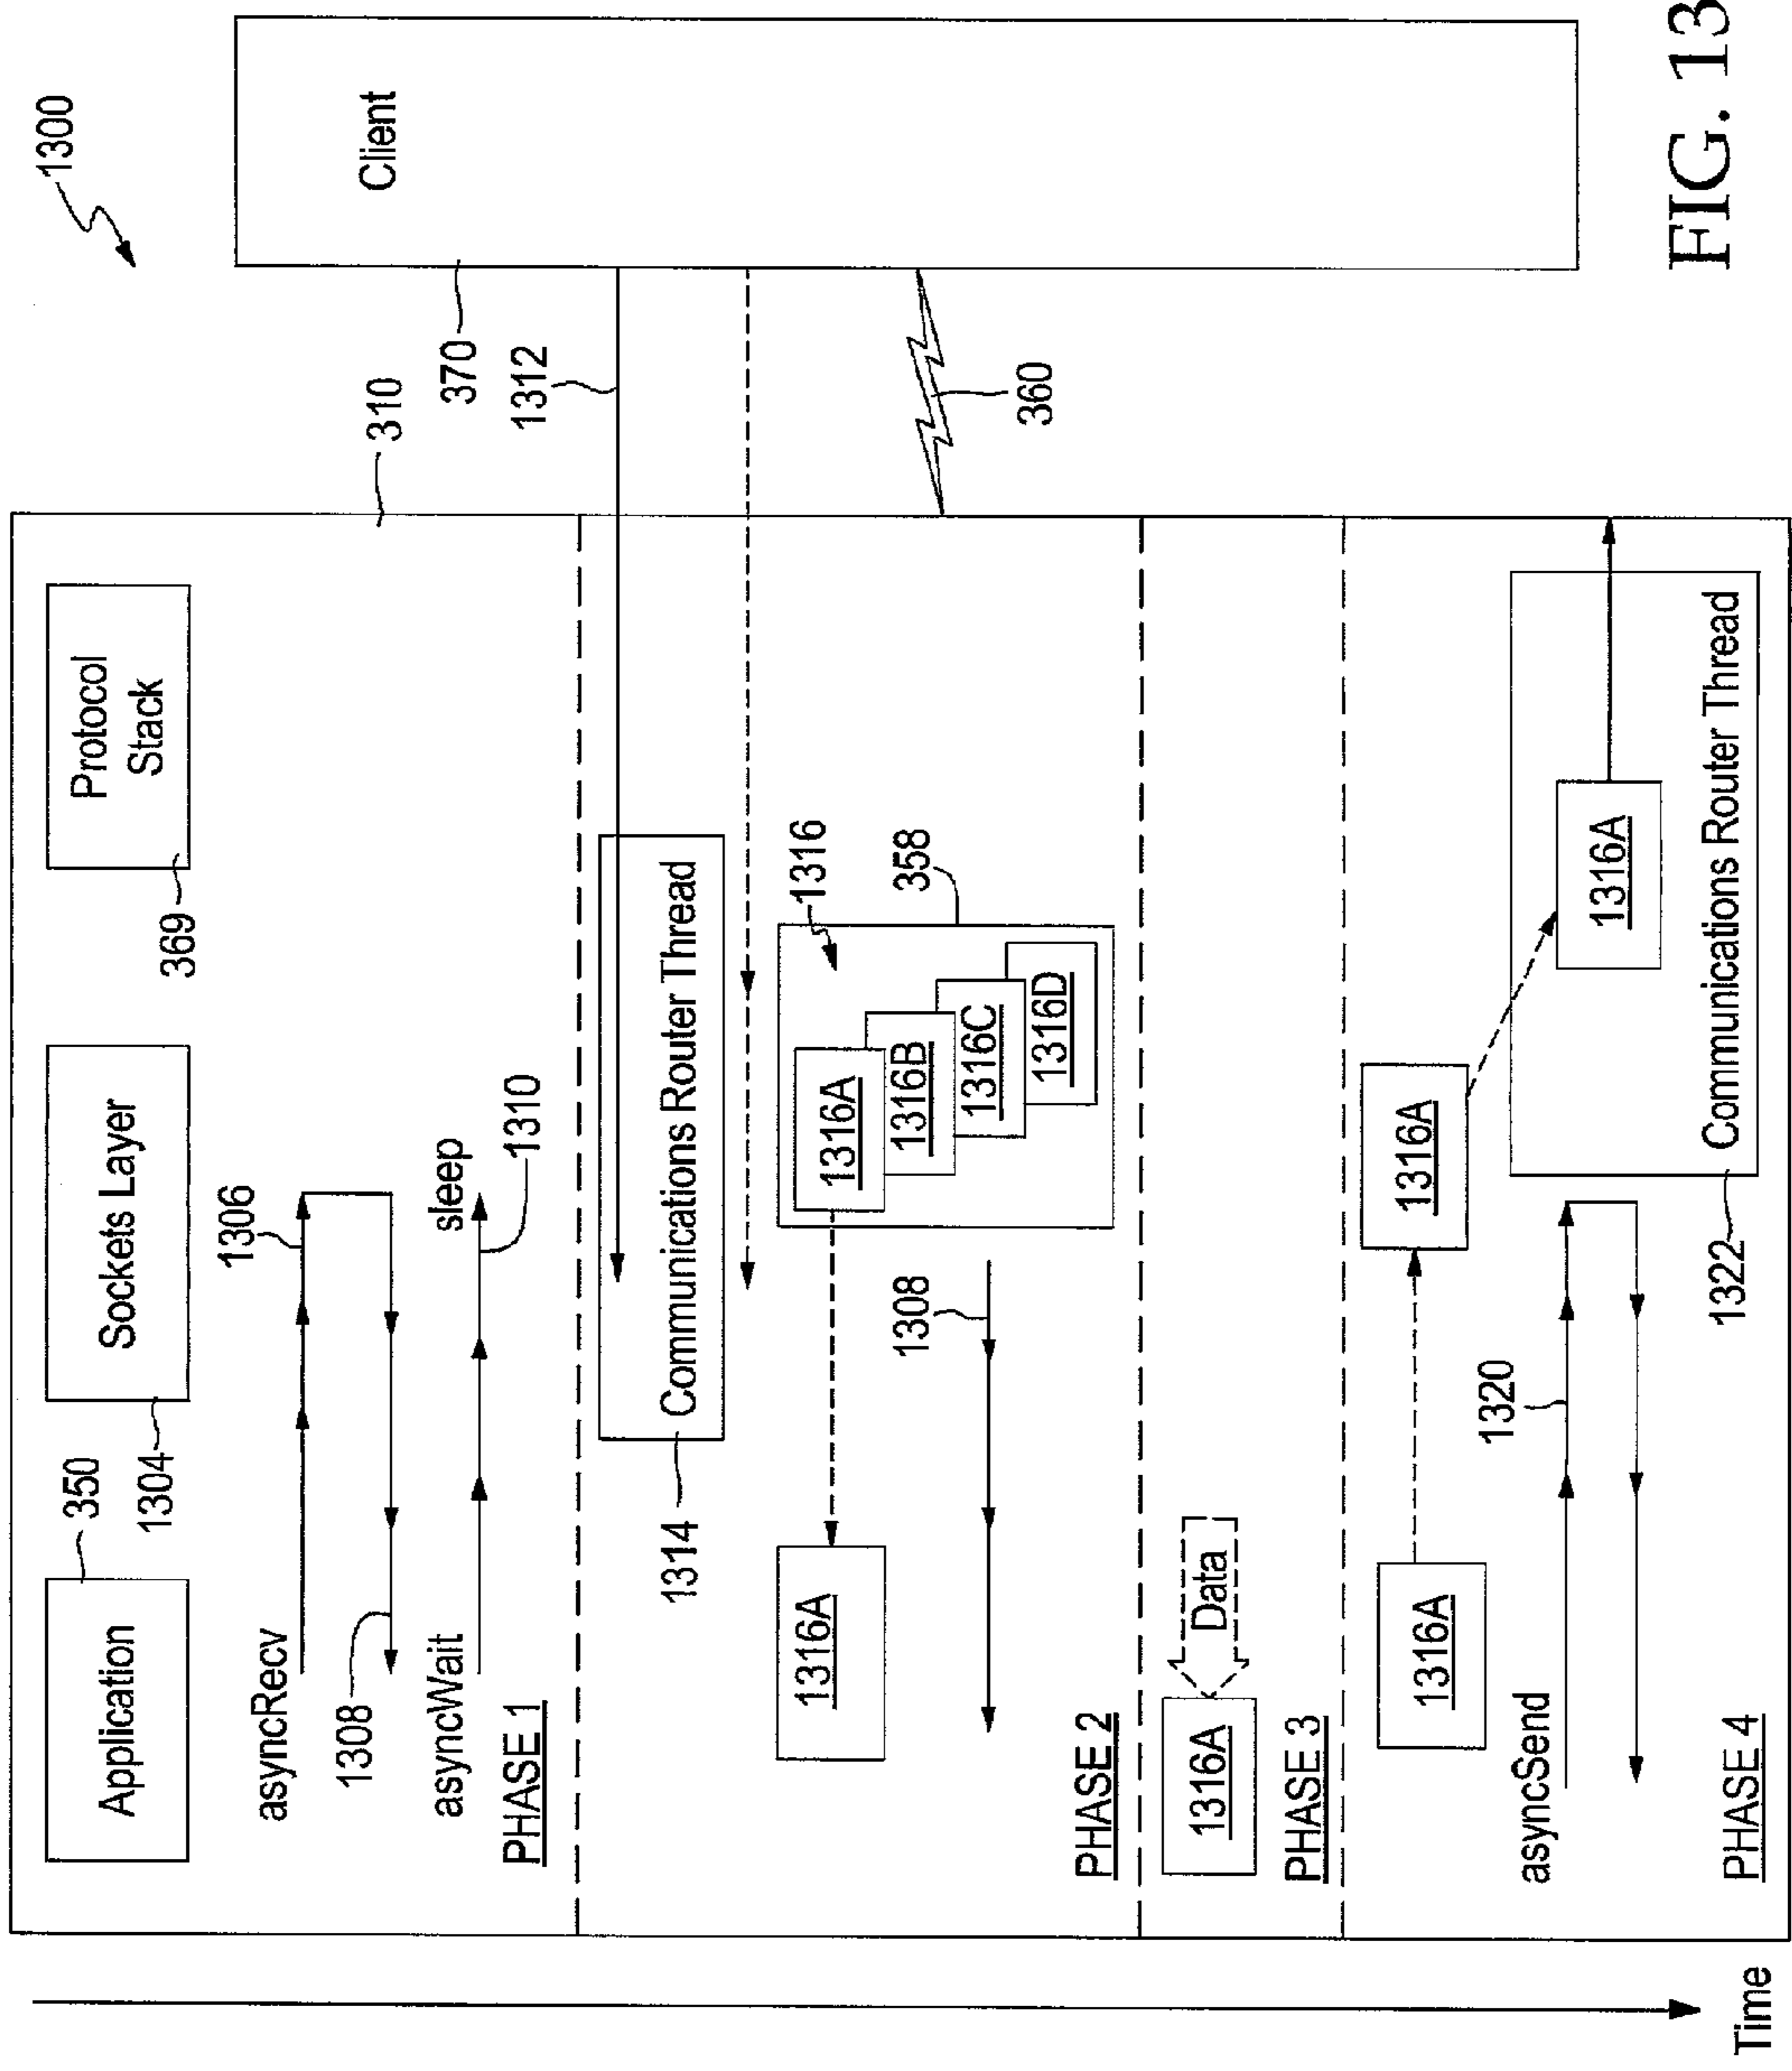 1300
310
Application
350
Sockets Layer
1304
Protocol
Stack
369
Client
370
asyncRecv
1306
1308
asyncWait
sleep
1310
PHASE 1
1312
Communications Router Thread
1314
1316
358
1316A
1316A
1316B
1316C
1316D
1308
360
PHASE 2
1316A
Data
PHASE 3
1316A
1316A
1316A
asyncSend
1320
1322
Communications Router Thread
PHASE 4
Time
FIG. 13